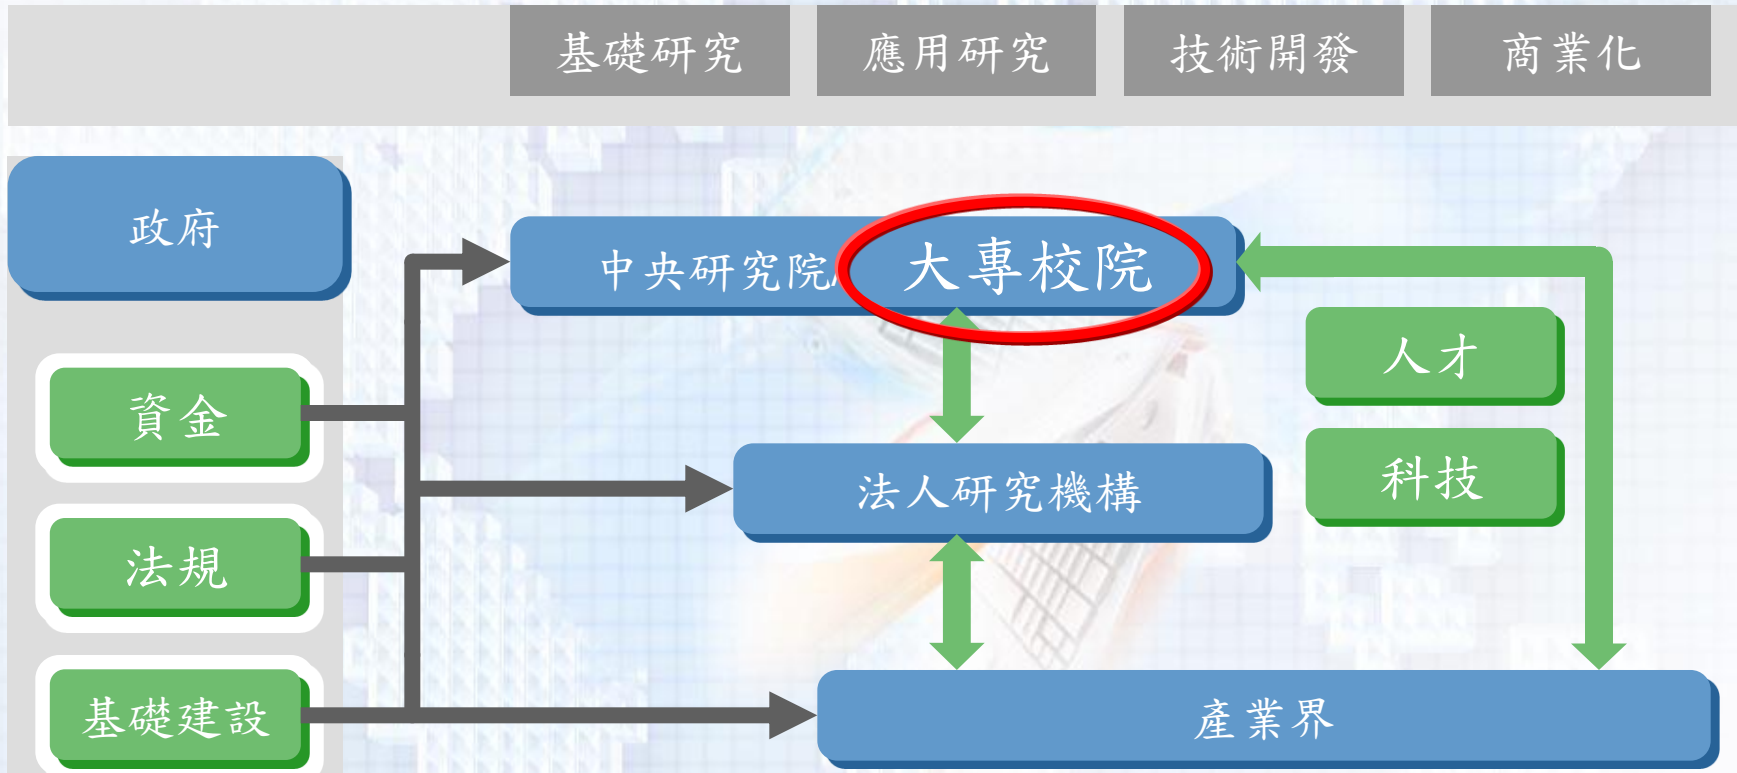 基礎研究
應用研究
技術開發
商業化
政府
資金
法規
基礎建設
中央研究院/
大專校院
法人研究機構
產業界
人才
科技